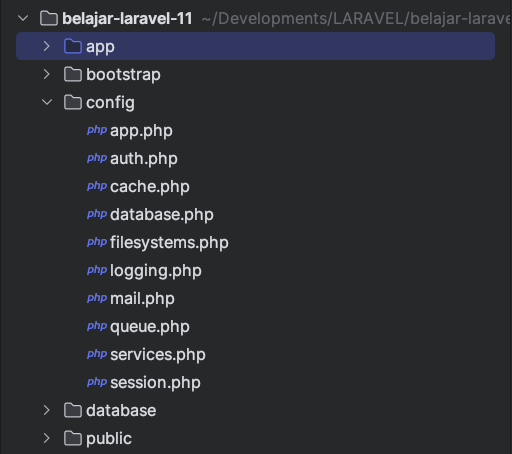 belajar-laravel-11 ~/Developments/LARAVEL/belajar-larave
app
bootstrap
config
php app.php
php auth.php
php cache.php
php database.php
php filesystems.php
php logging.php
php mail.php
php queue.php
php services.php
php session.php
database
public